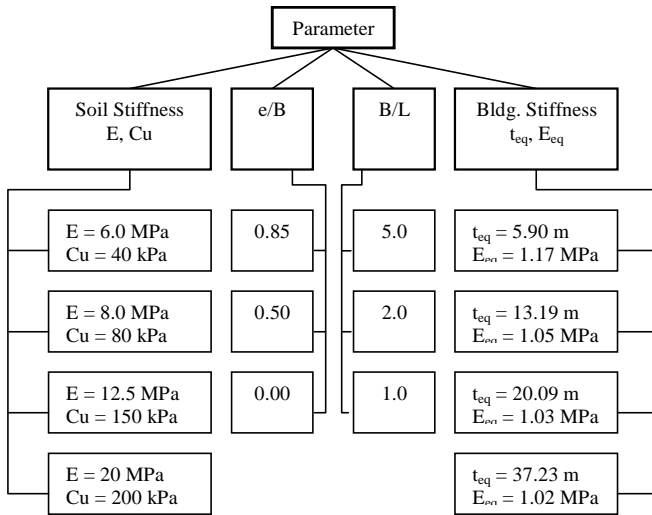 Parameter
Soil Stiffness
E, Cu
e/B
B/L
Bldg. Stiffness
t_eq, E_eq
E = 6.0 MPa
Cu = 40 kPa
0.85
5.0
t_eq = 5.90 m
E_eq = 1.17 MPa
E = 8.0 MPa
Cu = 80 kPa
0.50
2.0
t_eq = 13.19 m
E_eq = 1.05 MPa
E = 12.5 MPa
Cu = 150 kPa
0.00
1.0
t_eq = 20.09 m
E_eq = 1.03 MPa
E = 20 MPa
Cu = 200 kPa
t_eq = 37.23 m
E_eq = 1.02 MPa